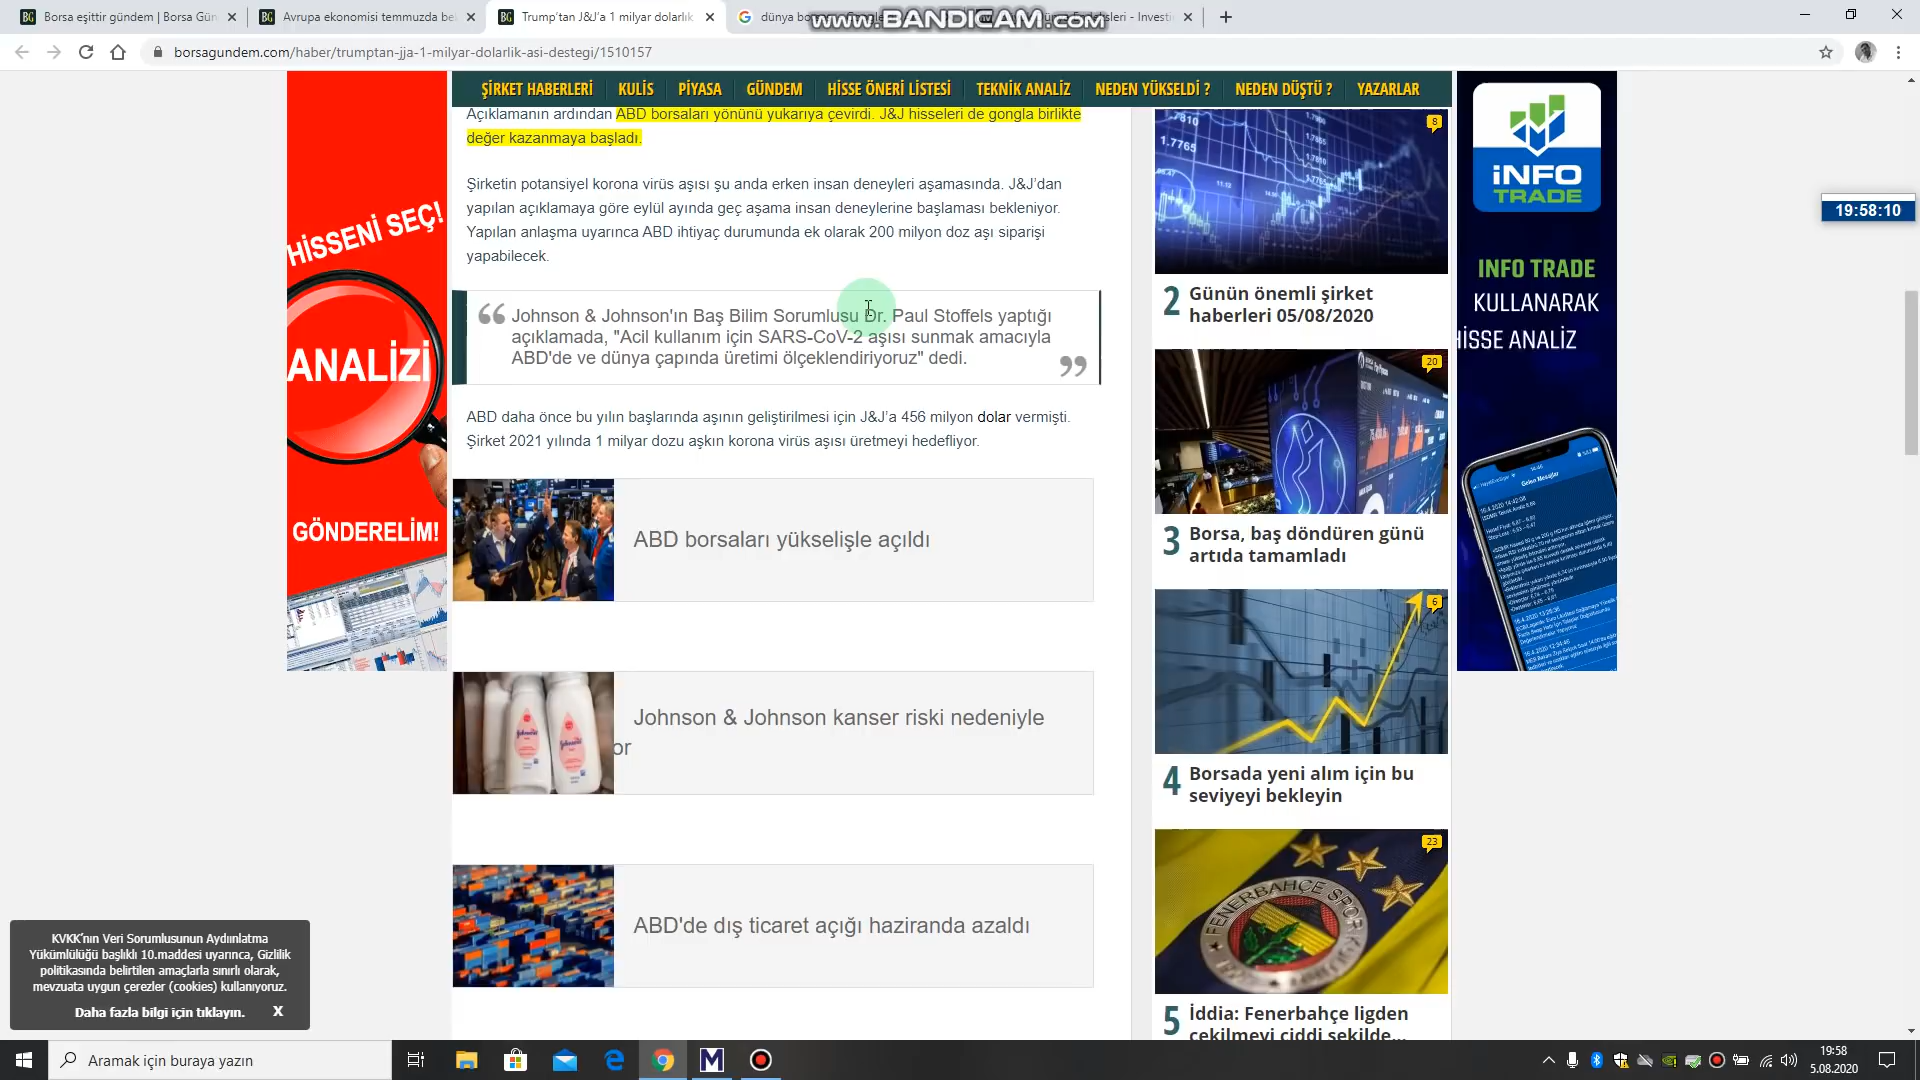 Borsa eşittir gündem | Borsa Gün
Avrupa ekonomisi temmuzda be
Trump'tan J&J'a 1 milyar dolarlık
www.BANDICAM.com
borsagundem.com/haber/trumptan-jja-1-milyar-dolarlik-asi-destegi/1510157
ŞİRKET HABERLERİ
KULİS
PİYASA
GÜNDEM
HİSSE ÖNERİ LİSTESİ
TEKNİK ANALİZ
NEDEN YÜKSELDİ ?
NEDEN DÜŞTÜ ?
YAZARLAR
Açıklamanın ardından ABD borsaları yönünü yukarıya çevirdi. J&J hisseleri de gongla birlikte
değer kazanmaya başladı.
Şirketin potansiyel korona virüs aşısı şu anda erken insan deneyleri aşamasında. J&J'dan
yapılan açıklamaya göre eylül ayında geç aşama insan deneylerine başlaması bekleniyor.
Yapılan anlaşma uyarınca ABD ihtiyaç durumunda ek olarak 200 milyon doz aşı siparişi
yapabilecek.
Johnson & Johnson'ın Baş Bilim Sorumlusu Dr. Paul Stoffels yaptığı
açıklamada, "Acil kullanım için SARS-CoV-2 aşısı sunmak amacıyla
ABD'de ve dünya çapında üretimi ölçeklendiriyoruz" dedi.
ABD daha önce bu yılın başlarında aşının geliştirilmesi için J&J'a 456 milyon dolar vermişti.
Şirket 2021 yılında 1 milyar dozu aşkın korona virüs aşısı üretmeyi hedefliyor.
ABD borsaları yükselişle açıldı
Johnson & Johnson kanser riski nedeniyle
or
ABD'de dış ticaret açığı haziranda azaldı
HİSSENİ SEÇ!
ANALİZİ
GÖNDERELİM!
8
2 Günün önemli şirket
haberleri 05/08/2020
20
3 Borsa, baş döndüren günü
artıda tamamladı
6
4 Borsada yeni alım için bu
seviyeyi bekleyin
23
FENERBAHÇE SPOR
5 İddia: Fenerbahçe ligden
çekilmeyi ciddi şekilde...
iNFO
TRADE
19:58:10
INFO TRADE
KULLANARAK
HİSSE ANALİZ
KVKK'nın Veri Sorumlusunun Aydıınlatma
Yükümlülüğü başlıklı 10.maddesi uyarınca, Gizlilik
politikasında belirtilen amaçlarla sınırlı olarak,
mevzuata uygun çerezler (cookies) kullanıyoruz.
Daha fazla bilgi için tıklayın. X
Aramak için buraya yazın
19:58
5.08.2020